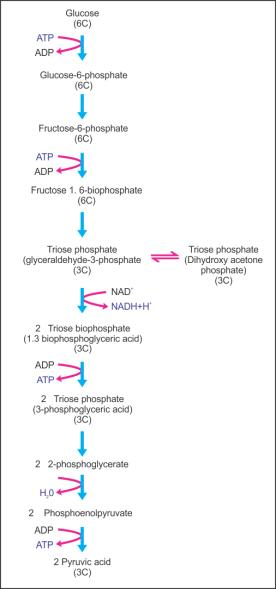 Glucose
(6C)
ATP
ADP
Glucose-6-phosphate
(6C)
Fructose-6-phosphate
(6C)
ATP
ADP
Fructose 1. 6-biophosphate
(6C)
Triose phosphate
(glyceraldehyde-3-phosphate
(3C)
Triose phosphate
(Dihydroxy acetone
phosphate)
(3C)
NAD⁺
NADH+H⁺
2 Triose biophosphate
(1.3 biophosphoglyceric acid)
(3C)
ADP
ATP
2 Triose phosphate
(3-phosphoglyceric acid)
(3C)
2 2-phosphoglycerate
H₂0
2 Phosphoenolpyruvate
ADP
ATP
2 Pyruvic acid
(3C)